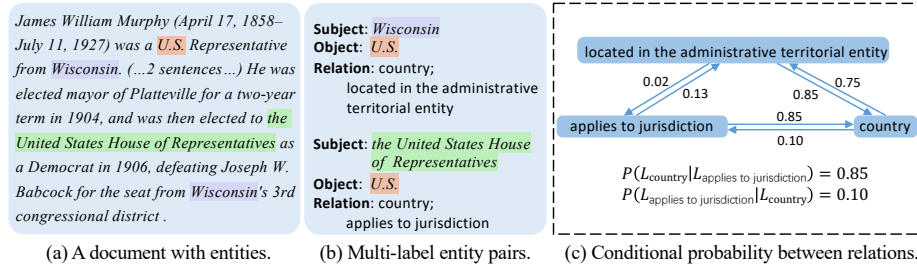 James William Murphy (April 17, 1858–
July 11, 1927) was a U.S. Representative
from Wisconsin. (…2 sentences…) He was
elected mayor of Platteville for a two-year
term in 1904, and was then elected to the
United States House of Representatives as
a Democrat in 1906, defeating Joseph W.
Babcock for the seat from Wisconsin's 3rd
congressional district .
(a) A document with entities.
Subject: Wisconsin
Object: U.S.
Relation: country;
located in the administrative
territorial entity
Subject: the United States House
of Representatives
Object: U.S.
Relation: country;
applies to jurisdiction
(b) Multi-label entity pairs.
located in the administrative territorial entity
0.02
0.13
0.75
0.85
applies to jurisdiction
0.85
0.10
country
P(Lcountry|Lapplies to jurisdiction) = 0.85
P(Lapplies to jurisdiction|Lcountry) = 0.10
(c) Conditional probability between relations.